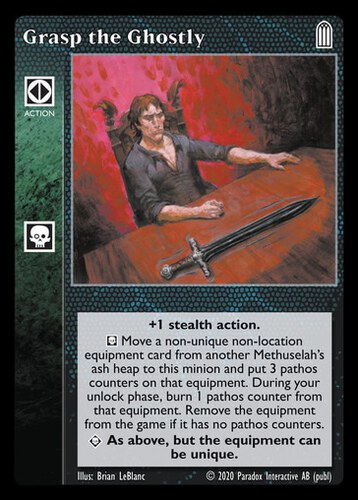 Grasp the Ghostly
ACTION
+1 stealth action.
Move a non-unique non-location
equipment card from another Methuselah's
ash heap to this minion and put 3 pathos
counters on that equipment. During your
unlock phase, burn 1 pathos counter from
that equipment. Remove the equipment
from the game if it has no pathos counters.
As above, but the equipment can
be unique.
Illus: Brian LeBlanc © 2020 Paradox Interactive AB (publ)